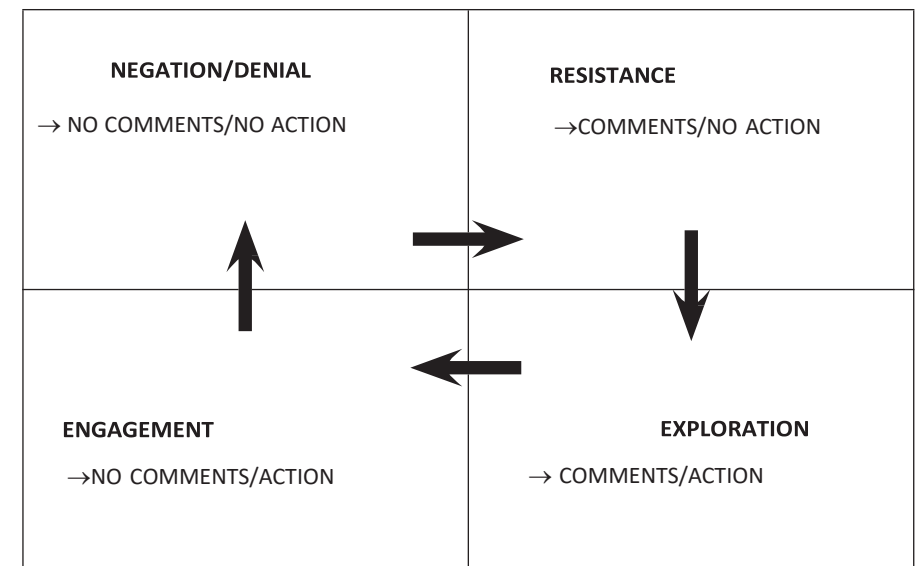 NEGATION/DENIAL
→ NO COMMENTS/NO ACTION
RESISTANCE
→COMMENTS/NO ACTION
ENGAGEMENT
→NO COMMENTS/ACTION
EXPLORATION
→ COMMENTS/ACTION